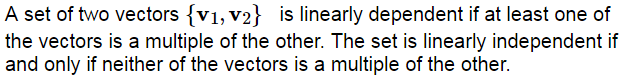 A set of two vectors {v₁, v₂} is linearly dependent if at least one of
the vectors is a multiple of the other. The set is linearly independent if
and only if neither of the vectors is a multiple of the other.